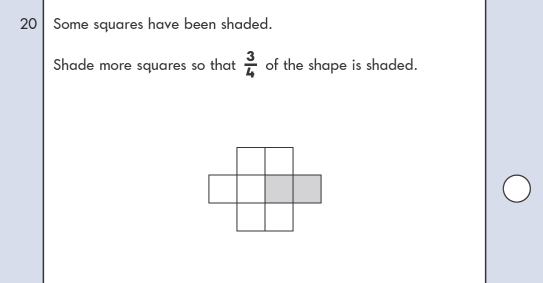 20 Some squares have been shaded.
Shade more squares so that 3/4 of the shape is shaded.